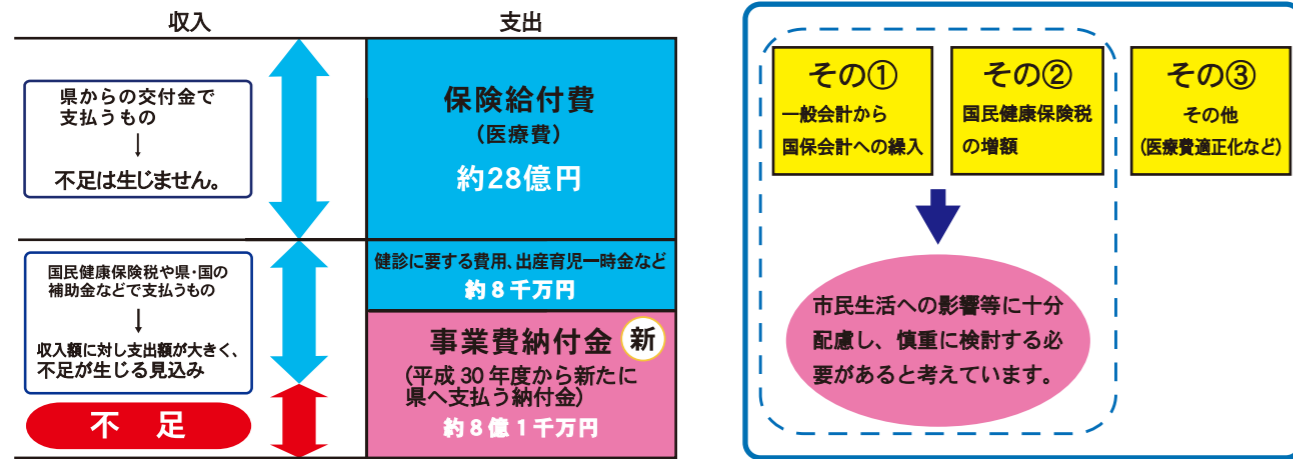 収入
支出
県からの交付金で
支払うもの
↓
不足は生じません。
保険給付費
(医療費)
約28億円
国民健康保険税や県・国の
補助金などで支払うもの
↓
収入額に対し支出額が大きく、
不足が生じる見込み
不 足
健診に要する費用、出産育児一時金など
約8千万円
事業費納付金 新
(平成30年度から新たに
県へ支払う納付金)
約8億1千万円
その①
一般会計から
国保会計への繰入
その②
国民健康保険税
の増額
その③
その他
(医療費適正化など)
市民生活への影響等に十分
配慮し、慎重に検討する必
要があると考えています。